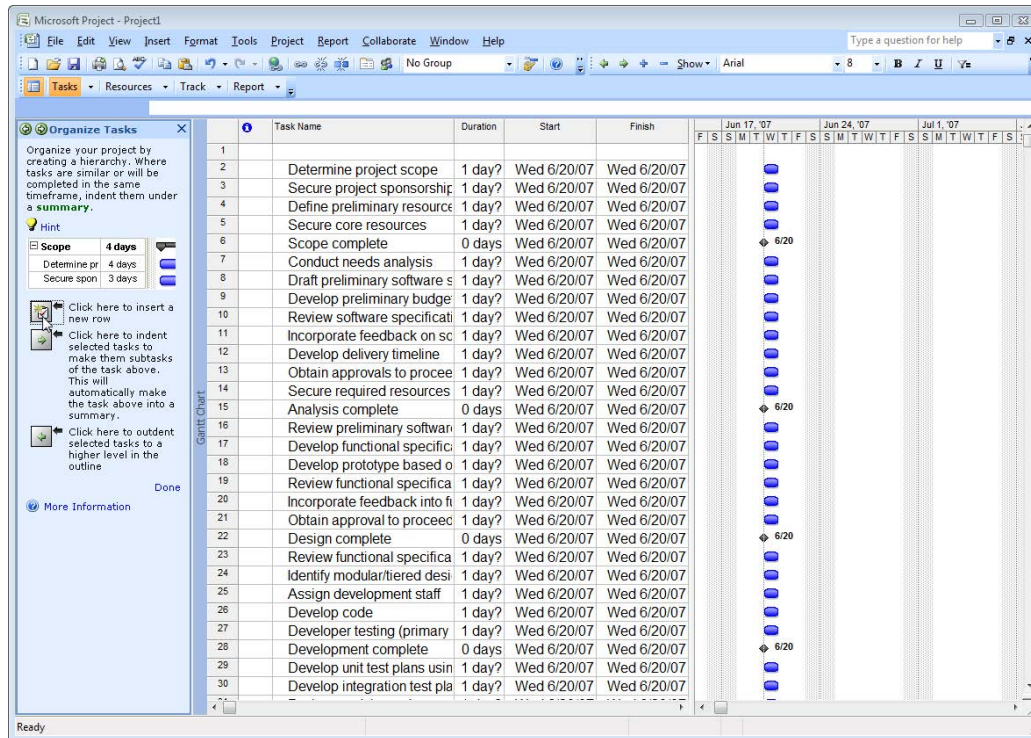 Microsoft Project - Project1
File Edit View Insert Format Tools Project Report Collaborate Window Help Type a question for help
No Group Show Arial 8 B I U
Tasks Resources Track Report
Organize Tasks
Organize your project by
creating a hierarchy. Where
tasks are similar or will be
completed in the same
timeframe, indent them under
a summary.
Hint
Scope 4 days
Determine pr 4 days
Secure spon 3 days
Click here to insert a
new row
Click here to indent
selected tasks to
make them subtasks
of the task above.
This will
automatically make
the task above into a
summary.
Click here to outdent
selected tasks to a
higher level in the
outline
Done
More Information
Gantt Chart
Task Name Duration Start Finish
Jun 17, '07 Jun 24, '07 Jul 1, '07
F S S M T W T F S S M T W T F S S M T W T F S
1
2 Determine project scope 1 day? Wed 6/20/07 Wed 6/20/07
3 Secure project sponsorship 1 day? Wed 6/20/07 Wed 6/20/07
4 Define preliminary resource 1 day? Wed 6/20/07 Wed 6/20/07
5 Secure core resources 1 day? Wed 6/20/07 Wed 6/20/07
6 Scope complete 0 days Wed 6/20/07 Wed 6/20/07 6/20
7 Conduct needs analysis 1 day? Wed 6/20/07 Wed 6/20/07
8 Draft preliminary software s 1 day? Wed 6/20/07 Wed 6/20/07
9 Develop preliminary budge 1 day? Wed 6/20/07 Wed 6/20/07
10 Review software specificati 1 day? Wed 6/20/07 Wed 6/20/07
11 Incorporate feedback on so 1 day? Wed 6/20/07 Wed 6/20/07
12 Develop delivery timeline 1 day? Wed 6/20/07 Wed 6/20/07
13 Obtain approvals to procee 1 day? Wed 6/20/07 Wed 6/20/07
14 Secure required resources 1 day? Wed 6/20/07 Wed 6/20/07
15 Analysis complete 0 days Wed 6/20/07 Wed 6/20/07 6/20
16 Review preliminary softwar 1 day? Wed 6/20/07 Wed 6/20/07
17 Develop functional specifica 1 day? Wed 6/20/07 Wed 6/20/07
18 Develop prototype based o 1 day? Wed 6/20/07 Wed 6/20/07
19 Review functional specifica 1 day? Wed 6/20/07 Wed 6/20/07
20 Incorporate feedback into fu 1 day? Wed 6/20/07 Wed 6/20/07
21 Obtain approval to proceed 1 day? Wed 6/20/07 Wed 6/20/07
22 Design complete 0 days Wed 6/20/07 Wed 6/20/07 6/20
23 Review functional specifica 1 day? Wed 6/20/07 Wed 6/20/07
24 Identify modular/tiered desi 1 day? Wed 6/20/07 Wed 6/20/07
25 Assign development staff 1 day? Wed 6/20/07 Wed 6/20/07
26 Develop code 1 day? Wed 6/20/07 Wed 6/20/07
27 Developer testing (primary 1 day? Wed 6/20/07 Wed 6/20/07
28 Development complete 0 days Wed 6/20/07 Wed 6/20/07 6/20
29 Develop unit test plans usin 1 day? Wed 6/20/07 Wed 6/20/07
30 Develop integration test pla 1 day? Wed 6/20/07 Wed 6/20/07
Ready